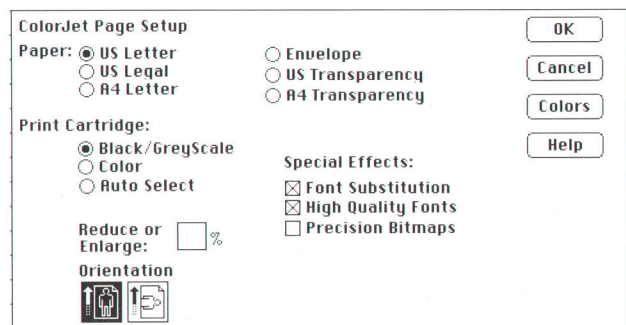 ColorJet Page Setup
OK
Paper: US Letter
US Legal
A4 Letter
Envelope
US Transparency
A4 Transparency
Cancel
Colors
Help
Print Cartridge:
Black/GreyScale
Color
Auto Select
Special Effects:
Font Substitution
High Quality Fonts
Precision Bitmaps
Reduce or
Enlarge: %
Orientation